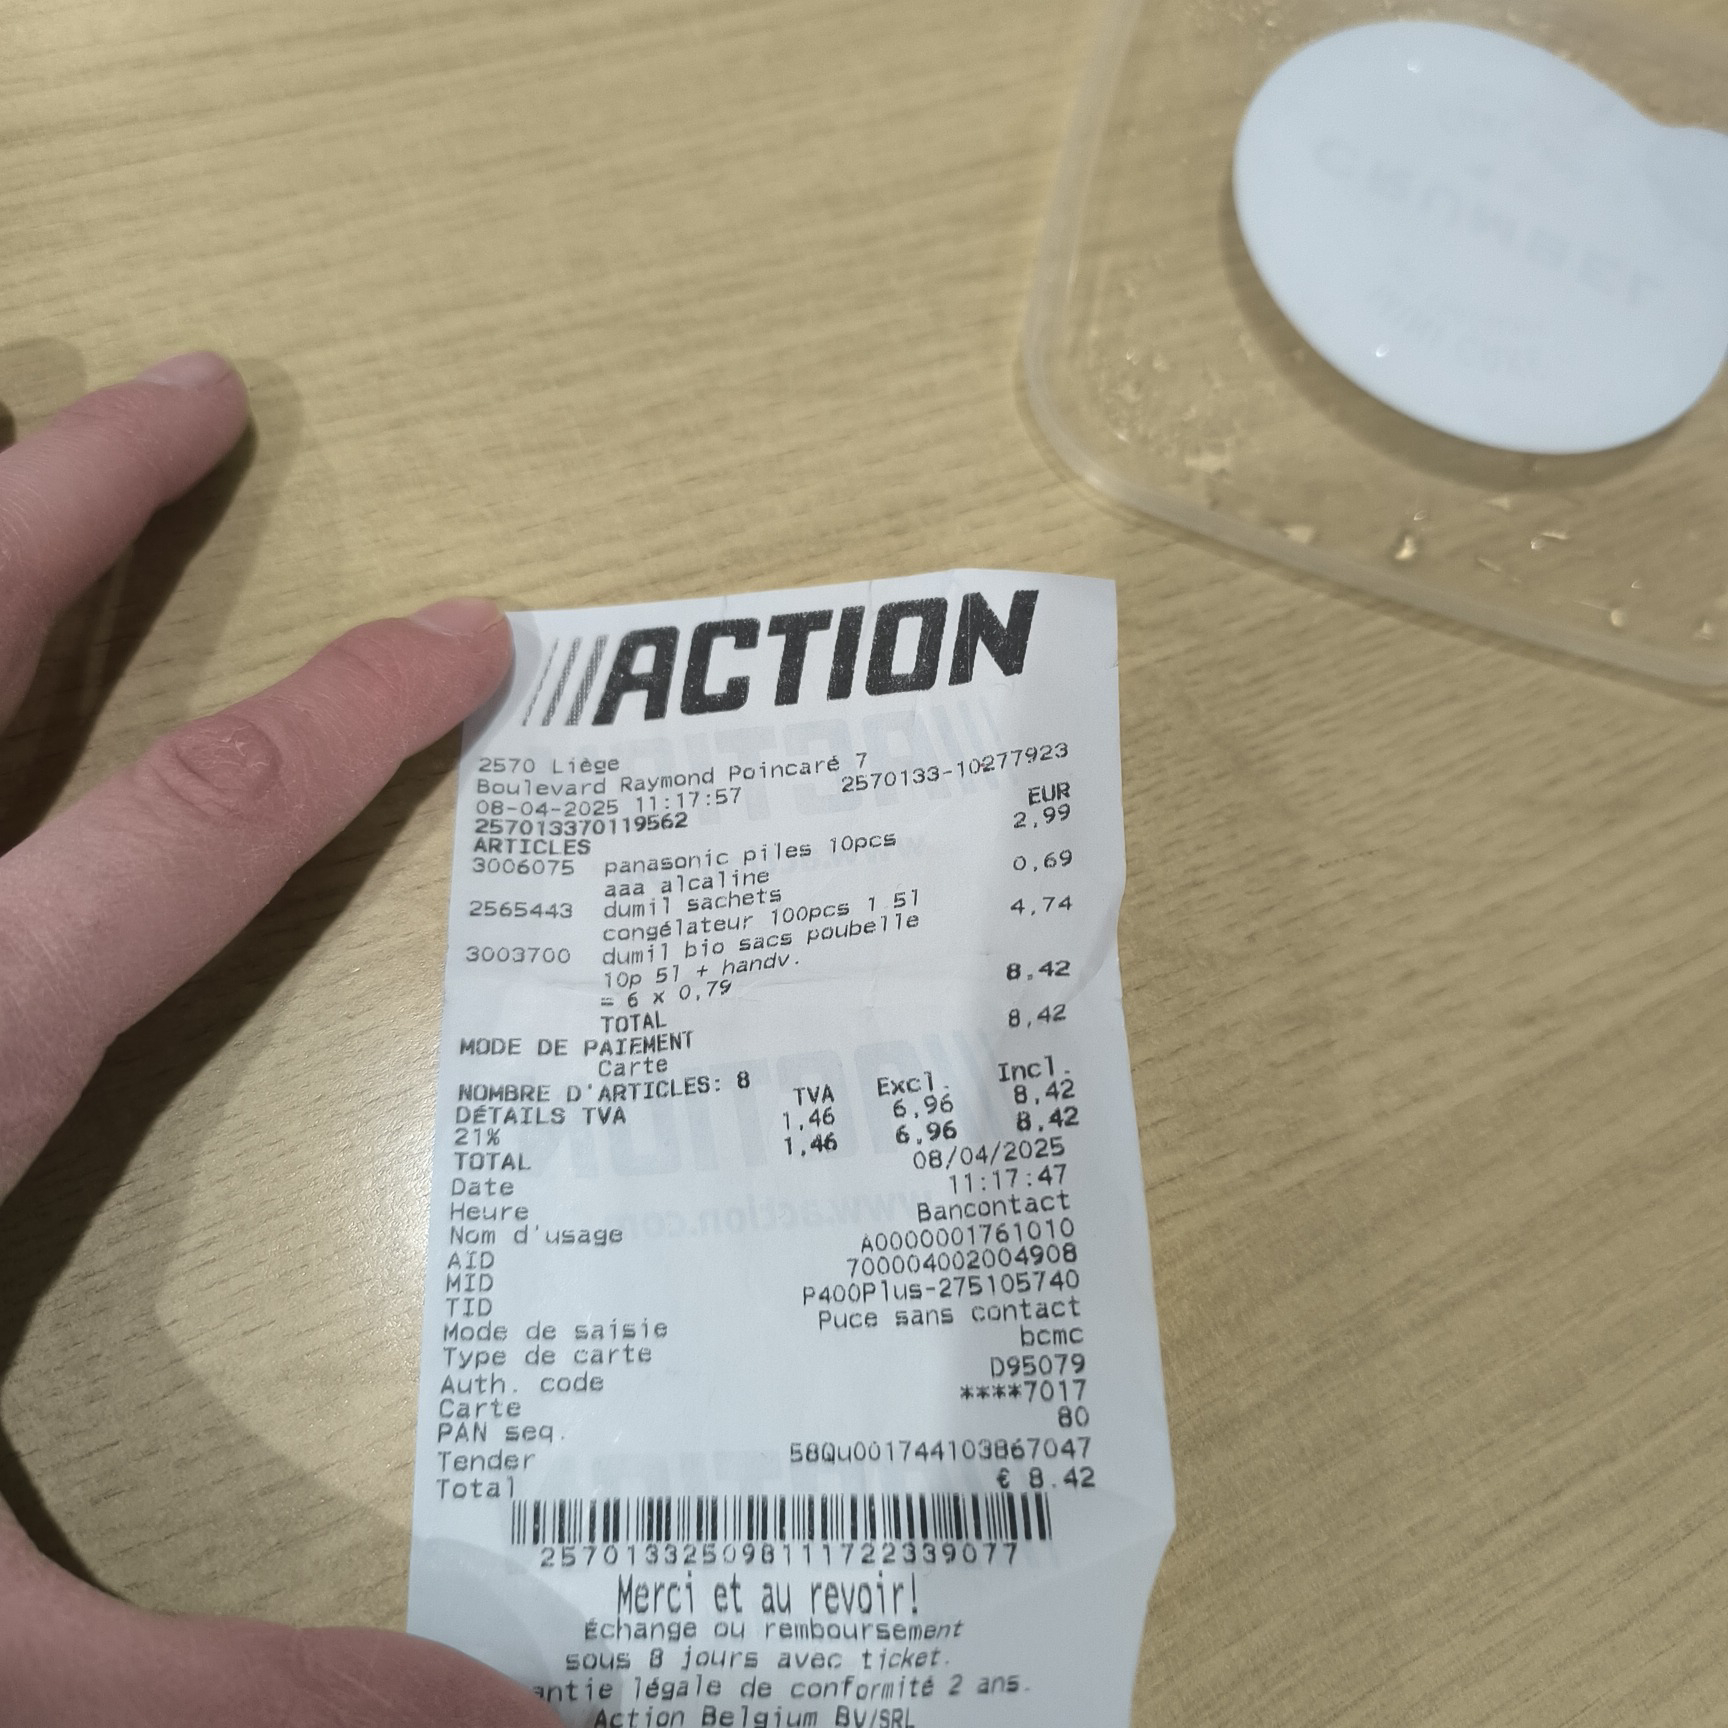 ACTION
2570 Liège
Boulevard Raymond Poincaré 7
08-04-2025 11:17:57 2570133-10277923
257013370119562 EUR
ARTICLES
3006075 panasonic piles 10pcs 2,99
aaa alcaline
2565443 dumil sachets 0,69
congélateur 100pcs 1 5l
3003700 dumil bio sacs poubelle 4,74
10p 5l + handv.
= 6 x 0,79
TOTAL 8,42
MODE DE PAIEMENT
Carte 8,42
NOMBRE D'ARTICLES: 8
DÉTAILS TVA TVA Excl. Incl.
21% 1,46 6,96 8,42
TOTAL 1,46 6,96 8,42
Date 08/04/2025
Heure 11:17:47
Nom d'usage Bancontact
AID A0000001761010
MID 700004002004908
TID P400Plus-275105740
Mode de saisie Puce sans contact
Type de carte bcmc
Auth. code D95079
Carte ****7017
PAN seq. 80
Tender 58Qu001744103867047
Total € 8.42
257013325098111722339077
Merci et au revoir!
Échange ou remboursement
sous 8 jours avec ticket.
légale de conformité 2 ans.
Action Belgium BV/SRL